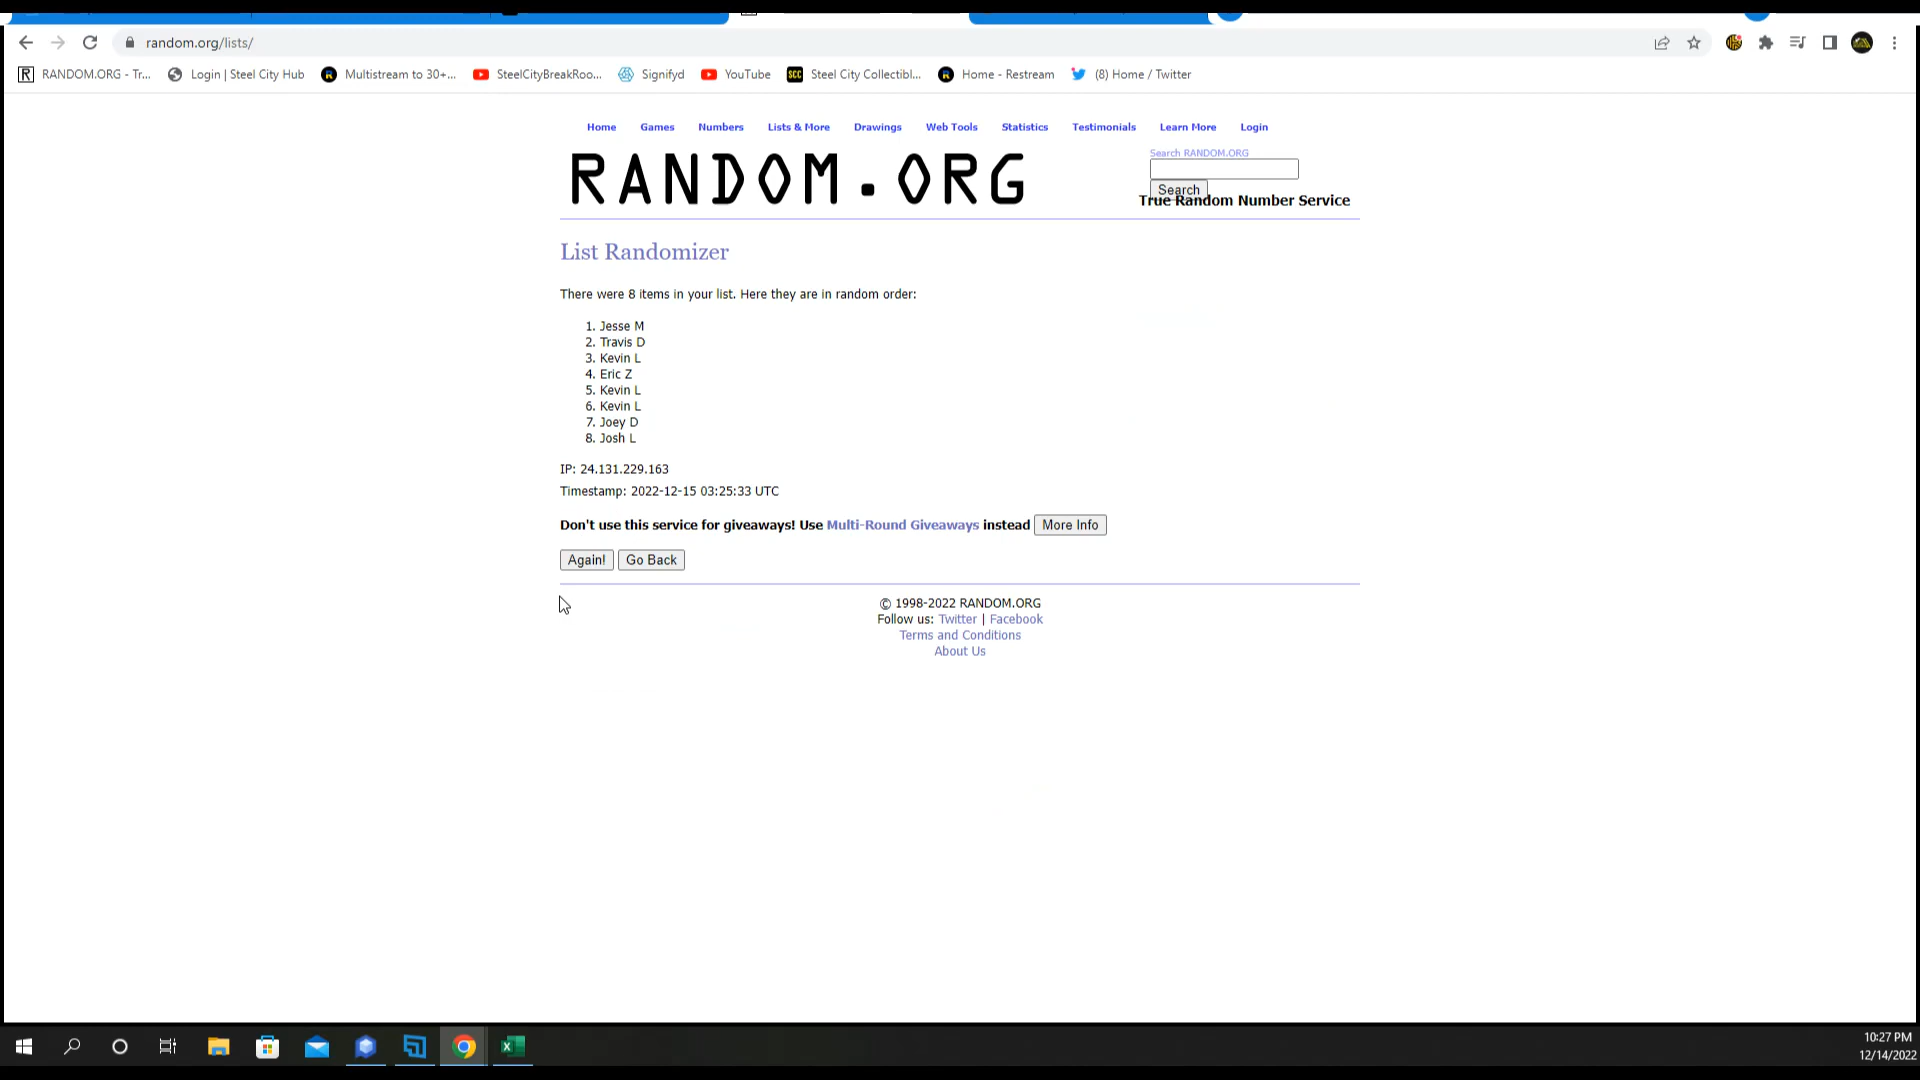 random.org/lists/
RANDOM.ORG - Tr...
Login | Steel City Hub
Multistream to 30+...
SteelCityBreakRoo...
Signifyd
YouTube
SCC
Steel City Collectibl...
Home - Restream
(8) Home / Twitter
Home Games Numbers Lists & More Drawings Web Tools Statistics Testimonials Learn More Login
RANDOM.ORG
Search RANDOM.ORG
Search
True Random Number Service
List Randomizer
There were 8 items in your list. Here they are in random order:
1. Jesse M
2. Travis D
3. Kevin L
4. Eric Z
5. Kevin L
6. Kevin L
7. Joey D
8. Josh L
IP: 24.131.229.163
Timestamp: 2022-12-15 03:25:33 UTC
Don't use this service for giveaways! Use Multi-Round Giveaways instead More Info
Again! Go Back
© 1998-2022 RANDOM.ORG
Follow us: Twitter | Facebook
Terms and Conditions
About Us
10:27 PM
12/14/2022